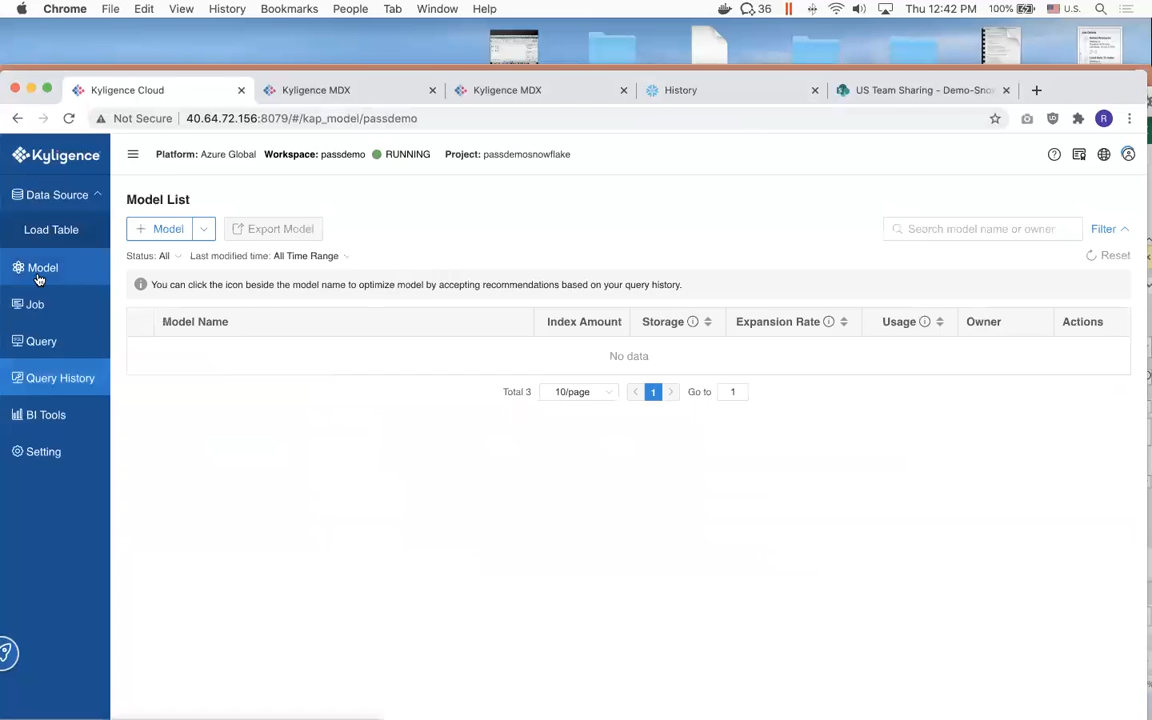 Chrome File Edit View History Bookmarks People Tab Window Help 36 Thu 12:42 PM 100% U.S.
Kyligence Cloud Kyligence MDX Kyligence MDX History US Team Sharing - Demo-Sno
Not Secure 40.64.72.156:8079/#/kap_model/passdemo R
Kyligence Platform: Azure Global Workspace: passdemo RUNNING Project: passdemosnowflake
Data Source
Load Table
Model
Job
Query
Query History
BI Tools
Setting
Model List
+ Model Export Model Search model name or owner Filter
Status: All Last modified time: All Time Range Reset
You can click the icon beside the model name to optimize model by accepting recommendations based on your query history.
Model Name Index Amount Storage Expansion Rate Usage Owner Actions
No data
Total 3 10/page 1 Go to 1